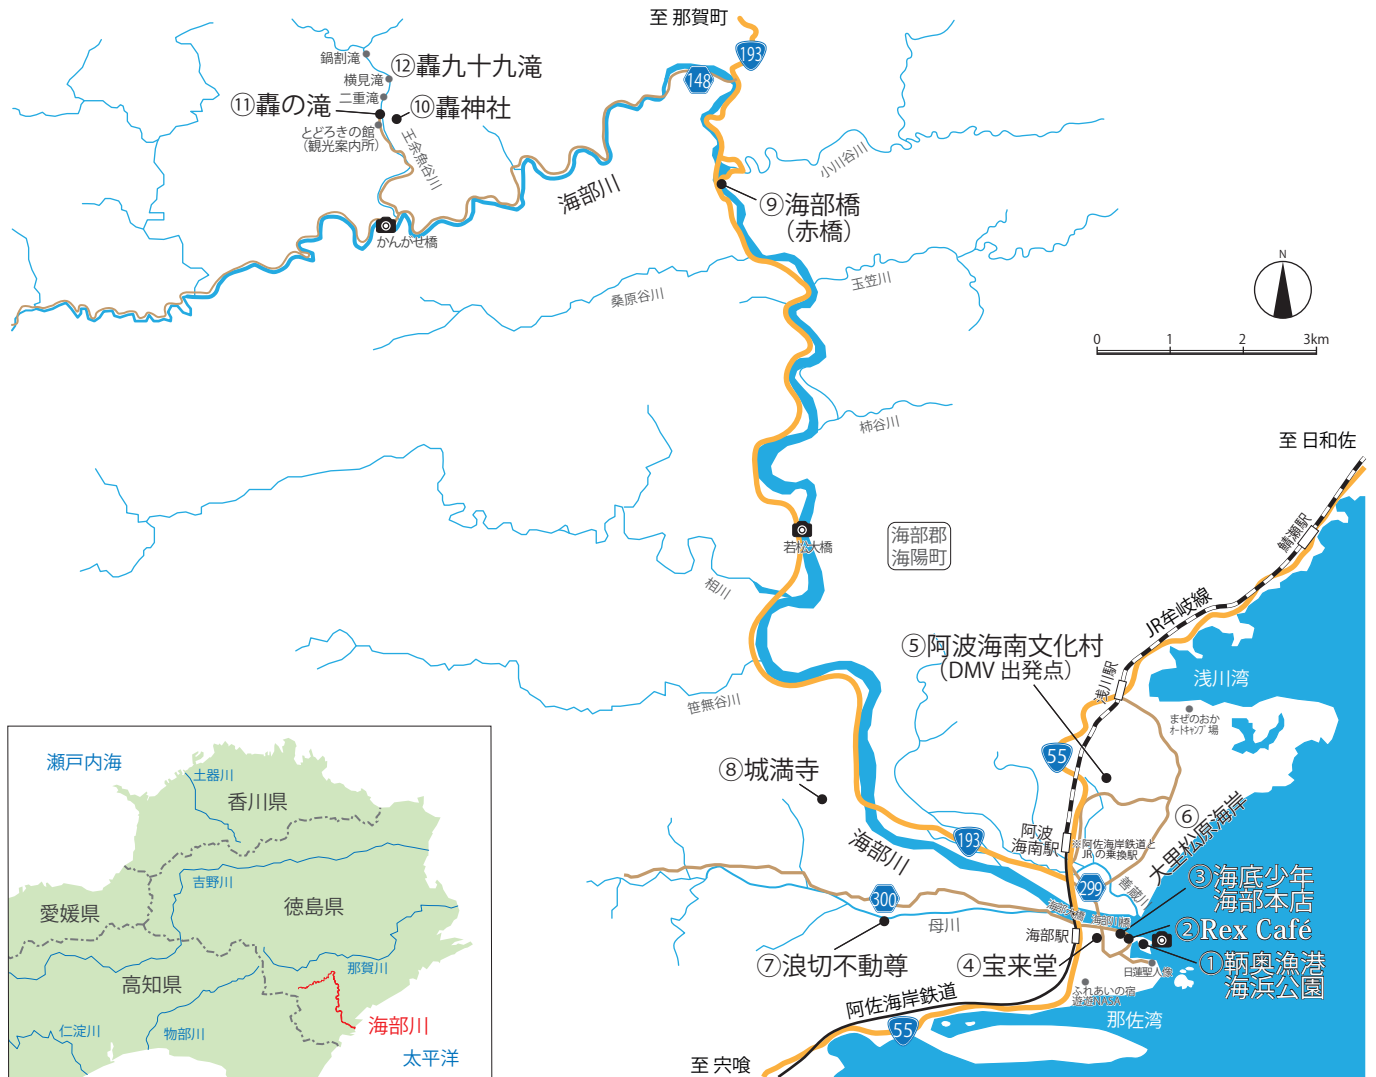 至 那賀町
193
148
鍋割滝
⑫轟九十九滝
横見滝
二重滝
⑪轟の滝
⑩轟神社
とどろきの館
(観光案内所)
王余魚谷川
小川谷川
海部川
⑨海部橋
(赤橋)
かんがせ橋
桑原谷川
玉笠川
N
0 1 2 3km
柿谷川
至 日和佐
若松大橋
海部郡
海陽町
鯖瀬駅
相川
JR牟岐線
⑤阿波海南文化村
(DMV 出発点)
浅川駅
浅川湾
笹無谷川
まぜのおか
オートキャンプ場
55
⑧城満寺
⑥
大里松原海岸
海部川
193
阿波
海南駅
※阿佐海岸鉄道と
JRの乗換駅
299
善蔵川
③海底少年
海部本店
300
海部大橋
海部川橋
②Rex Café
母川
海部駅
⑦浪切不動尊
④宝来堂
①鞆奥漁港
海浜公園
日蓮聖人像
ふれあいの宿
遊遊NASA
阿佐海岸鉄道
那佐湾
55
至 宍喰
瀬戸内海
土器川
香川県
吉野川
愛媛県
徳島県
那賀川
高知県
海部川
仁淀川
物部川
太平洋